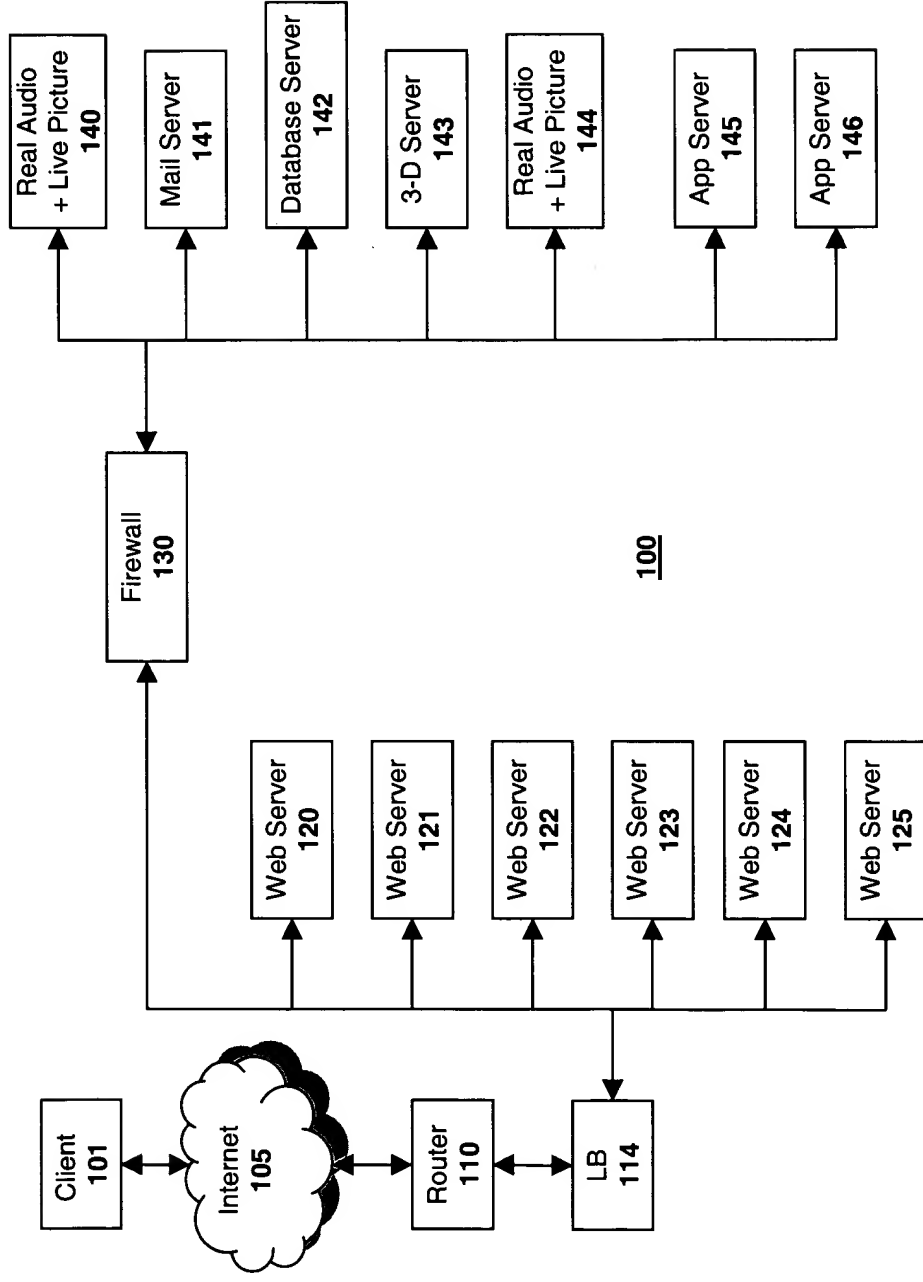 Client
101
Internet
105
Router
110
LB
114
Web Server
120
Web Server
121
Web Server
122
Web Server
123
Web Server
124
Web Server
125
Firewall
130
100
Real Audio
+ Live Picture
140
Mail Server
141
Database Server
142
3-D Server
143
Real Audio
+ Live Picture
144
App Server
145
App Server
146